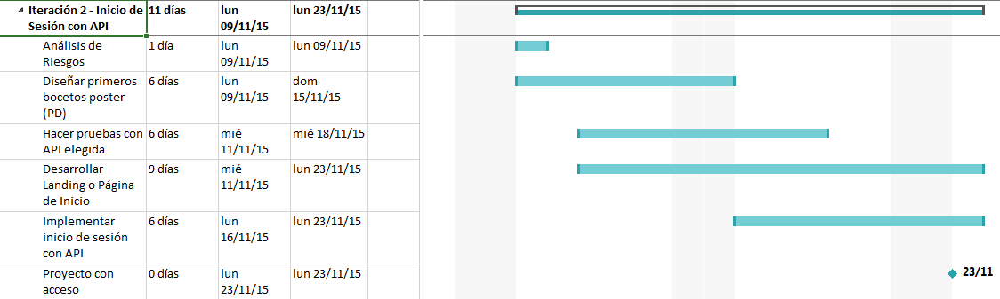 Iteración 2 - Inicio de Sesión con API 11 días lun 09/11/15 lun 23/11/15
Análisis de Riesgos 1 día lun 09/11/15 lun 09/11/15
Diseñar primeros bocetos poster (PD) 6 días lun 09/11/15 dom 15/11/15
Hacer pruebas con API elegida 6 días mié 11/11/15 mié 18/11/15
Desarrollar Landing o Página de Inicio 9 días mié 11/11/15 lun 23/11/15
Implementar inicio de sesión con API 6 días lun 16/11/15 lun 23/11/15
Proyecto con acceso 0 días lun 23/11/15 lun 23/11/15 23/11